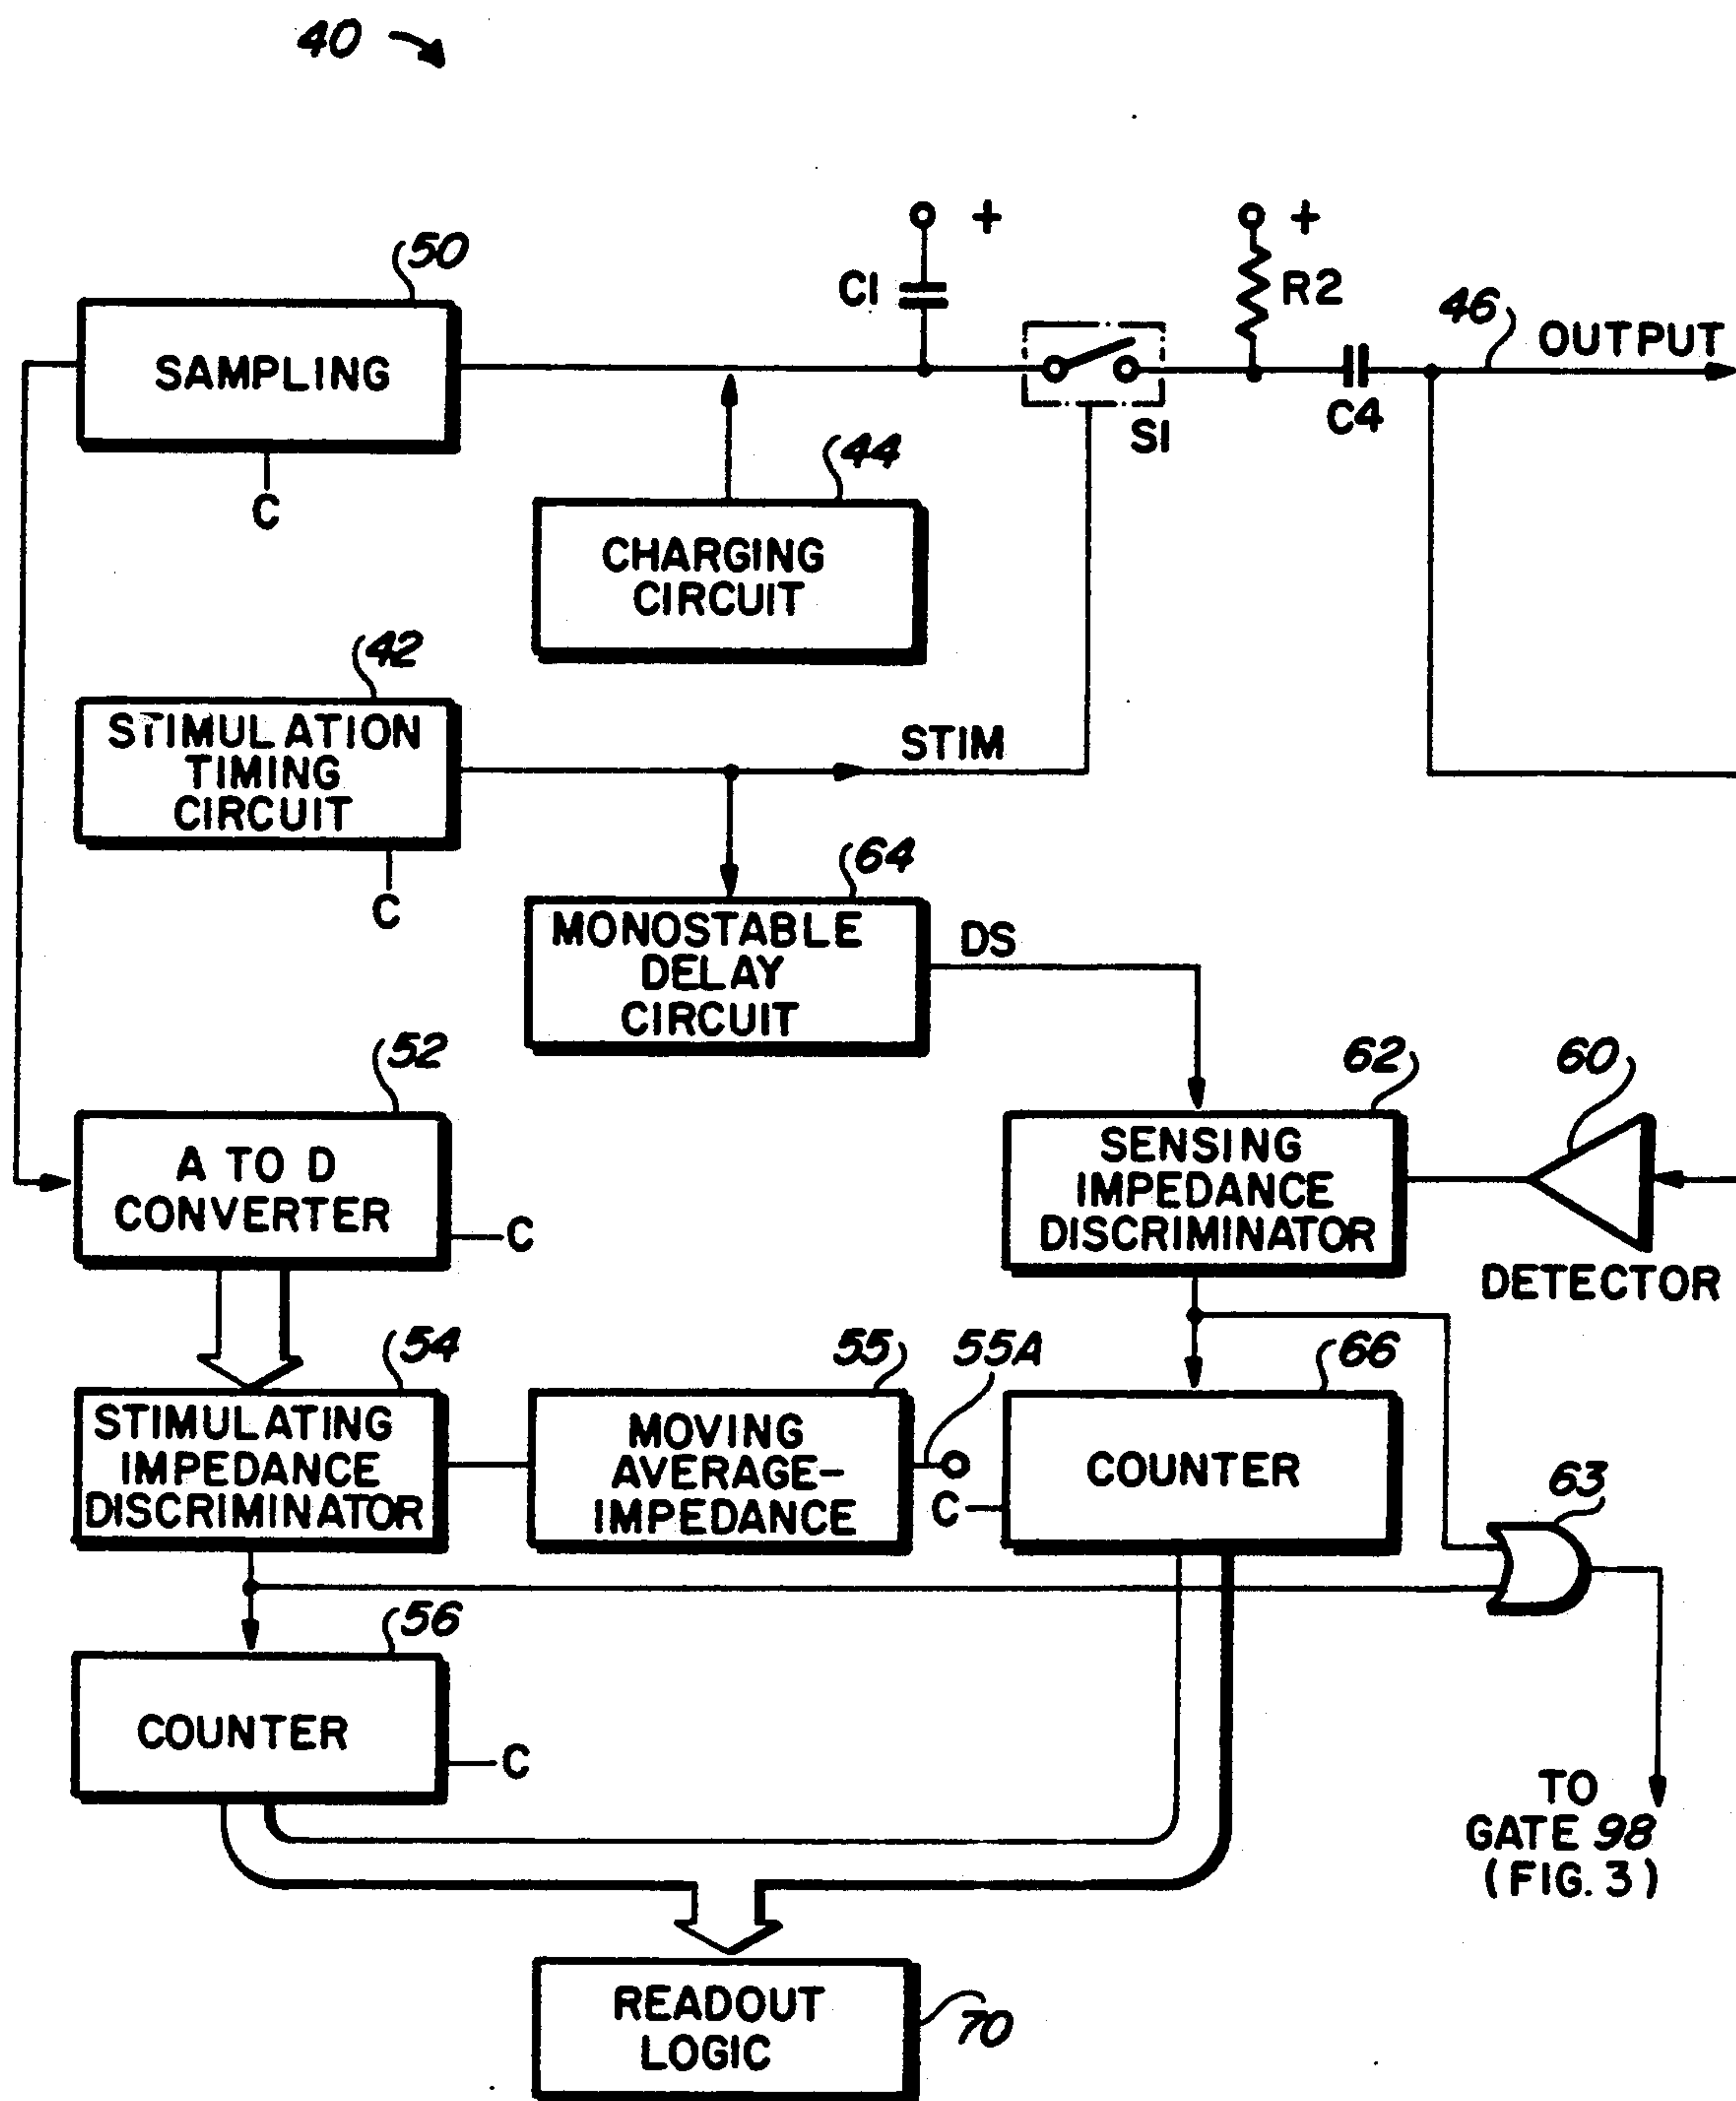 40
50
+
+
C1
R2
46
OUTPUT
SAMPLING
C4
S1
44
C
CHARGING
CIRCUIT
42
STIMULATION
TIMING
CIRCUIT
STIM
64
C
MONOSTABLE
DELAY
CIRCUIT
DS
52
62
60
A TO D
CONVERTER
C
SENSING
IMPEDANCE
DISCRIMINATOR
DETECTOR
54
55
55A
66
STIMULATING
IMPEDANCE
DISCRIMINATOR
MOVING
AVERAGE-
IMPEDANCE
C
COUNTER
63
56
COUNTER
C
TO
GATE 98
(FIG. 3)
READOUT
LOGIC
70